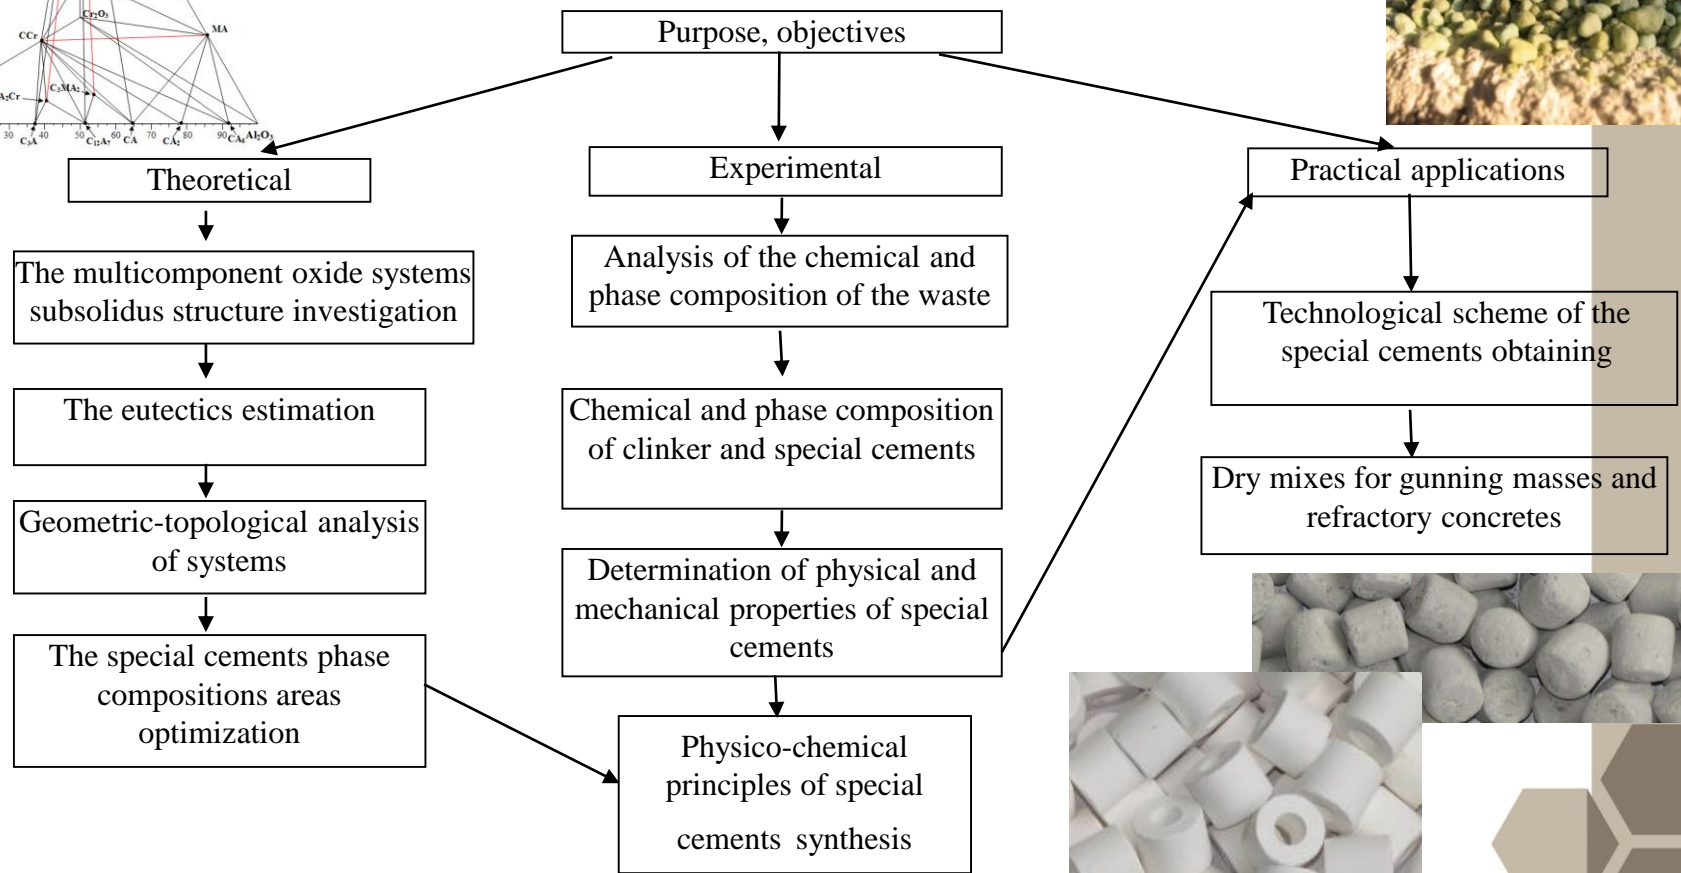 Cr₂O₃
CCr
MA
C₃MA₂
A₂Cr
30 40 50 60 70 80 90 Al₂O₃
C₃A C₁₂A₇ CA CA₂ CA₆
Purpose, objectives
Theoretical
The multicomponent oxide systems
subsolidus structure investigation
The eutectics estimation
Geometric-topological analysis
of systems
The special cements phase
compositions areas
optimization
Experimental
Analysis of the chemical and
phase composition of the waste
Chemical and phase composition
of clinker and special cements
Determination of physical and
mechanical properties of special
cements
Physico-chemical
principles of special
cements synthesis
Practical applications
Technological scheme of the
special cements obtaining
Dry mixes for gunning masses and
refractory concretes